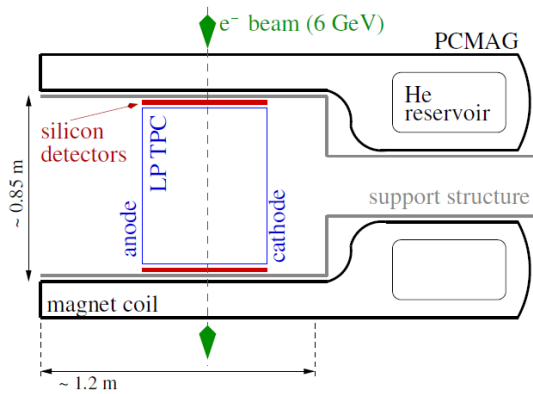 e⁻ beam (6 GeV)
PCMAG
He
reservoir
silicon
detectors
LP TPC
~ 0.85 m
anode
cathode
support structure
magnet coil
~ 1.2 m